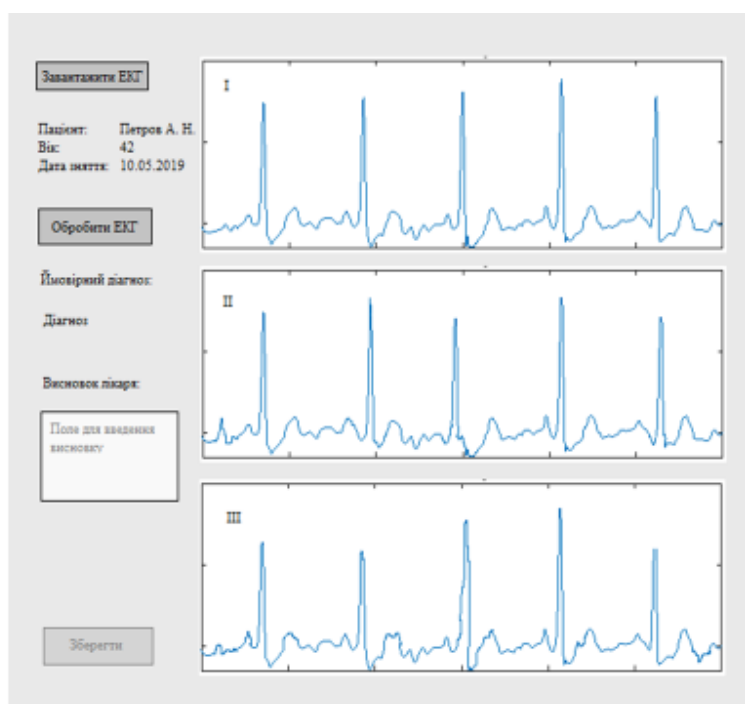 Завантажити ЕКГ
Пацієнт: Петров А. Н.
Вік: 42
Дата зняття: 10.05.2019
Обробити ЕКГ
Ймовірний діагноз:
Діагноз
Висновок лікаря:
Поле для введення
висновку
Зберегти
I
II
III